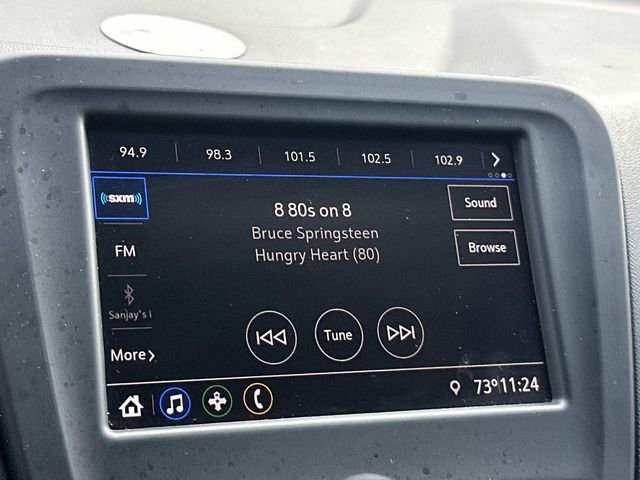 94.9 98.3 101.5 102.5 102.9
((sxm))
8 80s on 8
Sound
Bruce Springsteen
Browse
FM
Hungry Heart (80)
Sanjay's i
Tune
More
73° 11:24